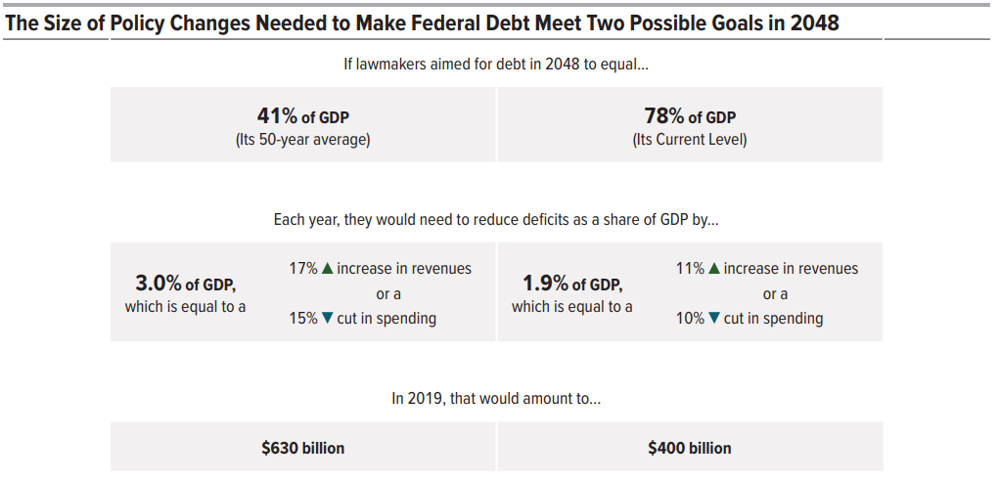 The Size of Policy Changes Needed to Make Federal Debt Meet Two Possible Goals in 2048
If lawmakers aimed for debt in 2048 to equal...
41% of GDP
(Its 50-year average)
78% of GDP
(Its Current Level)
Each year, they would need to reduce deficits as a share of GDP by...
3.0% of GDP,
which is equal to a
17% ▲ increase in revenues
or a
15% ▼ cut in spending
1.9% of GDP,
which is equal to a
11% ▲ increase in revenues
or a
10% ▼ cut in spending
In 2019, that would amount to...
$630 billion
$400 billion